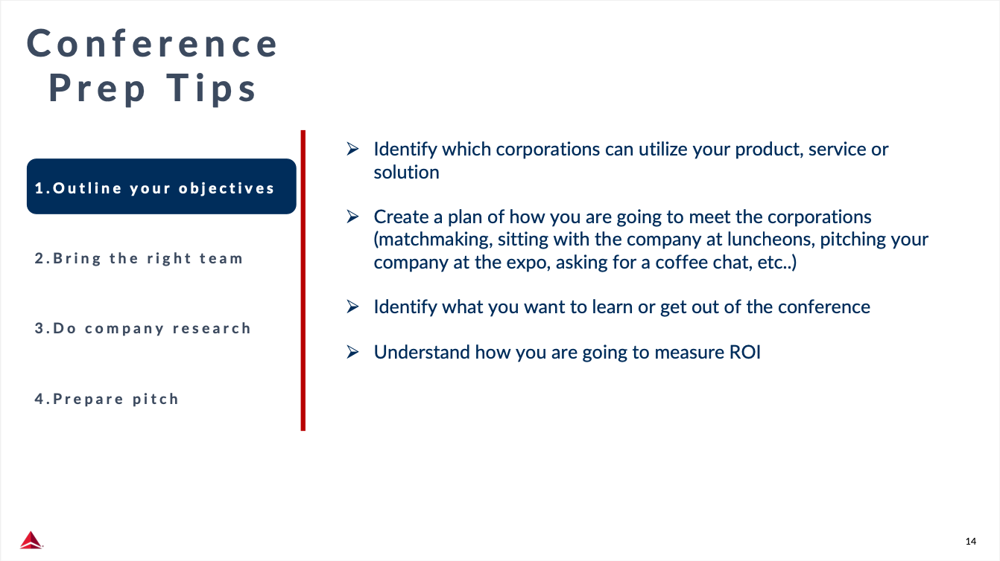 Conference
Prep Tips
1.Outline your objectives
2.Bring the right team
3.Do company research
4.Prepare pitch
➢ Identify which corporations can utilize your product, service or
solution
➢ Create a plan of how you are going to meet the corporations
(matchmaking, sitting with the company at luncheons, pitching your
company at the expo, asking for a coffee chat, etc..)
➢ Identify what you want to learn or get out of the conference
➢ Understand how you are going to measure ROI
14